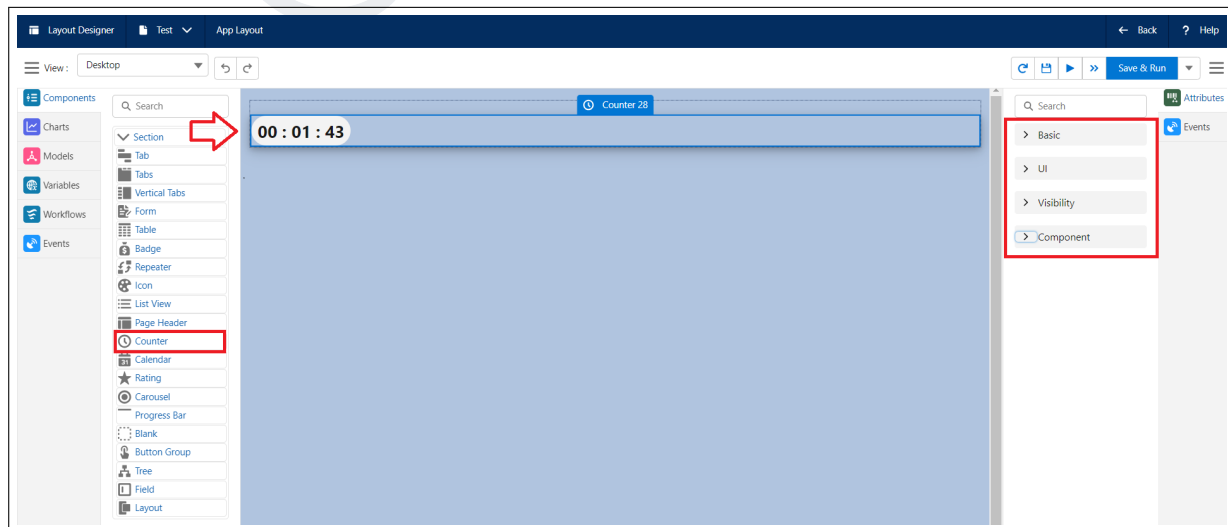 Layout Designer Test App Layout Back ? Help
View : Desktop Save & Run
Components
Charts
Models
Variables
Workflows
Events
Search
Section
Tab
Tabs
Vertical Tabs
Form
Table
Badge
Repeater
Icon
List View
Page Header
Counter
31 Calendar
Rating
Carousel
Progress Bar
Blank
Button Group
Tree
Field
Layout
Counter 28
00 : 01 : 43
Search
Basic
UI
Visibility
Component
Attributes
Events